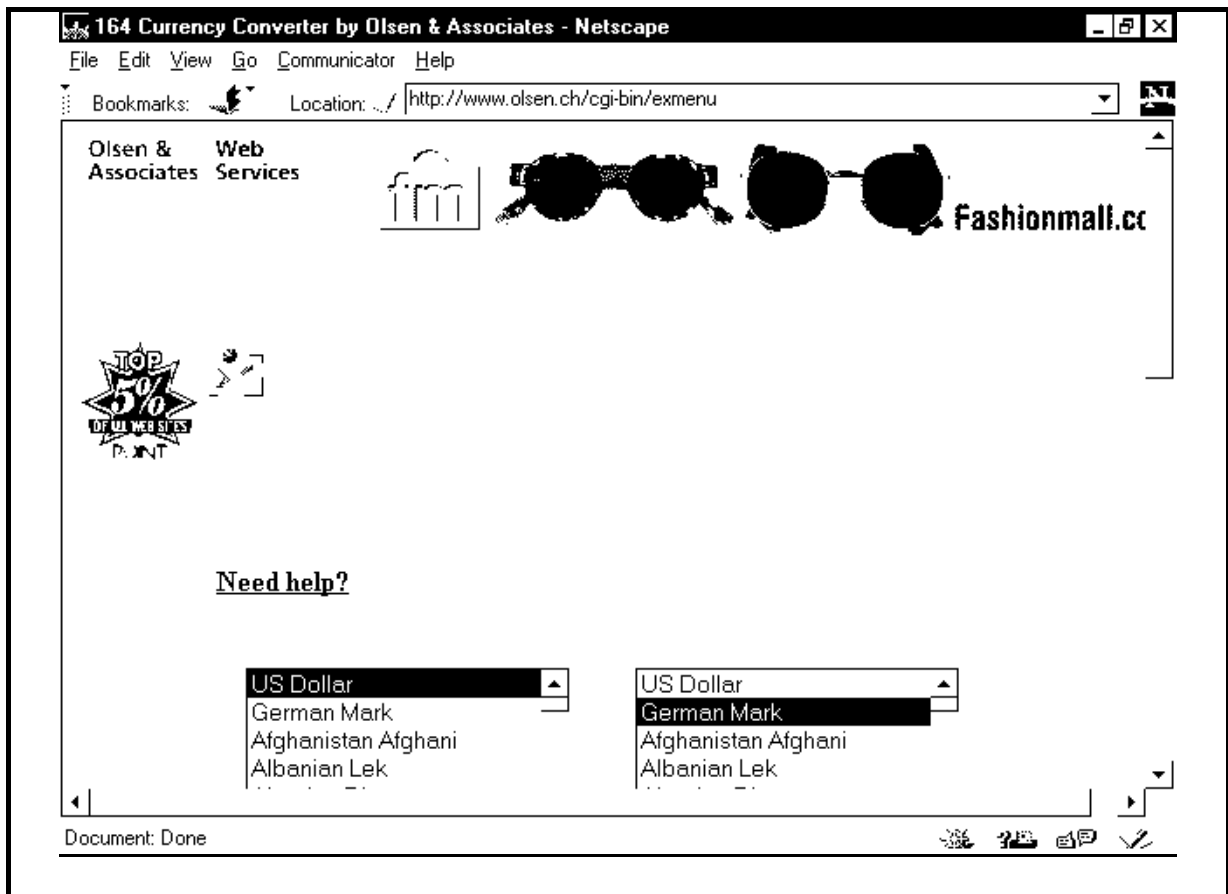 164 Currency Converter by Olsen & Associates - Netscape
File Edit View Go Communicator Help
Bookmarks: Location: http://www.olsen.ch/cgi-bin/exmenu
Olsen & Associates
Web Services
fm
Fashionmall.cc
TOP
5%
OF ALL WEB SITES
POINT
Need help?
US Dollar
German Mark
Afghanistan Afghani
Albanian Lek
US Dollar
German Mark
Afghanistan Afghani
Albanian Lek
Document: Done